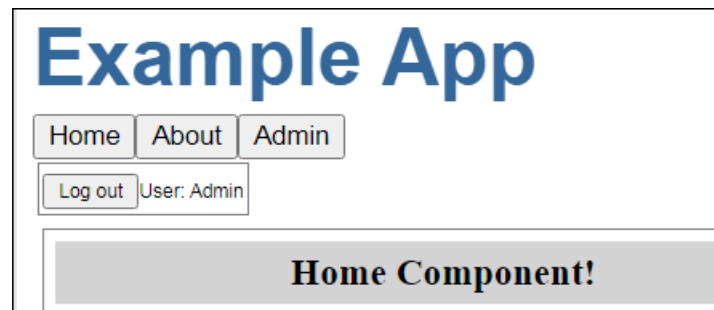 Example App
Home About Admin
Log out User: Admin
Home Component!